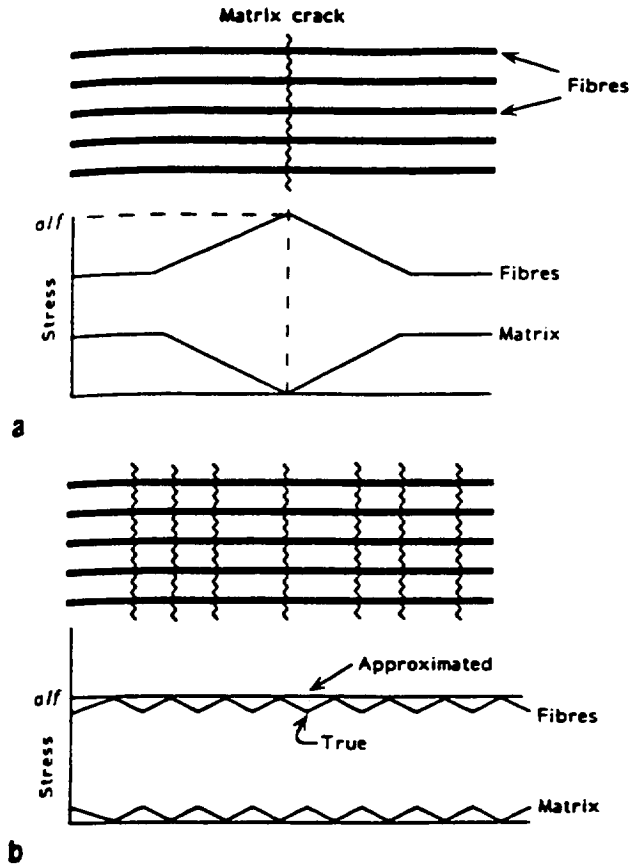 Matrix crack
Fibres
σ/f
Stress
Fibres
Matrix
a
Approximated
σ/f
Fibres
True
Stress
Matrix
b